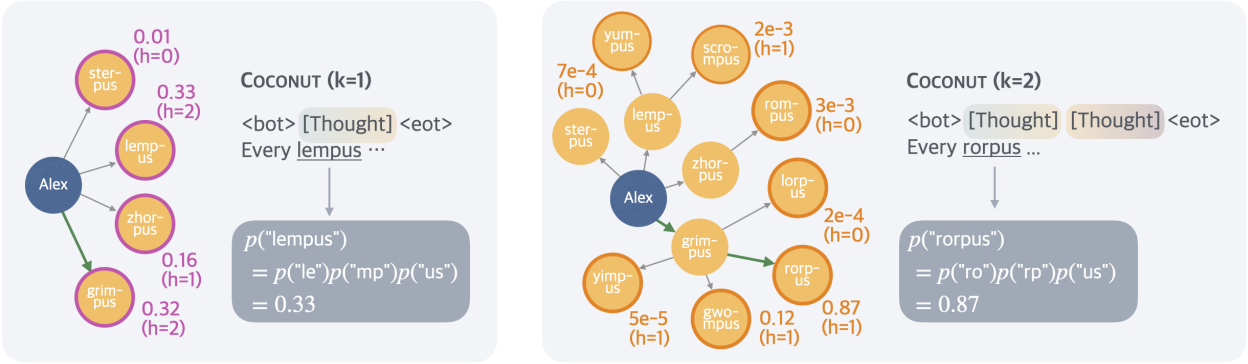 0.01
(h=0)
ster-
pus
0.33
(h=2)
lemp-
us
Alex
zhor-
pus
0.16
(h=1)
grim-
pus
0.32
(h=2)
COCONUT (k=1)
<bot> [Thought] <eot>
Every lempus ...
p("lempus")
= p("le")p("mp")p("us")
= 0.33
yum-
pus
2e-3
(h=1)
scro-
mpus
7e-4
(h=0)
ster-
pus
lemp-
us
rom-
pus
3e-3
(h=0)
zhor-
pus
Alex
lorp-
us
2e-4
(h=0)
grim-
pus
yimp-
us
5e-5
(h=1)
gwo-
mpus
0.12
(h=1)
rorp-
us
0.87
(h=1)
COCONUT (k=2)
<bot> [Thought] [Thought] <eot>
Every rorpus ...
p("rorpus")
= p("ro")p("rp")p("us")
= 0.87